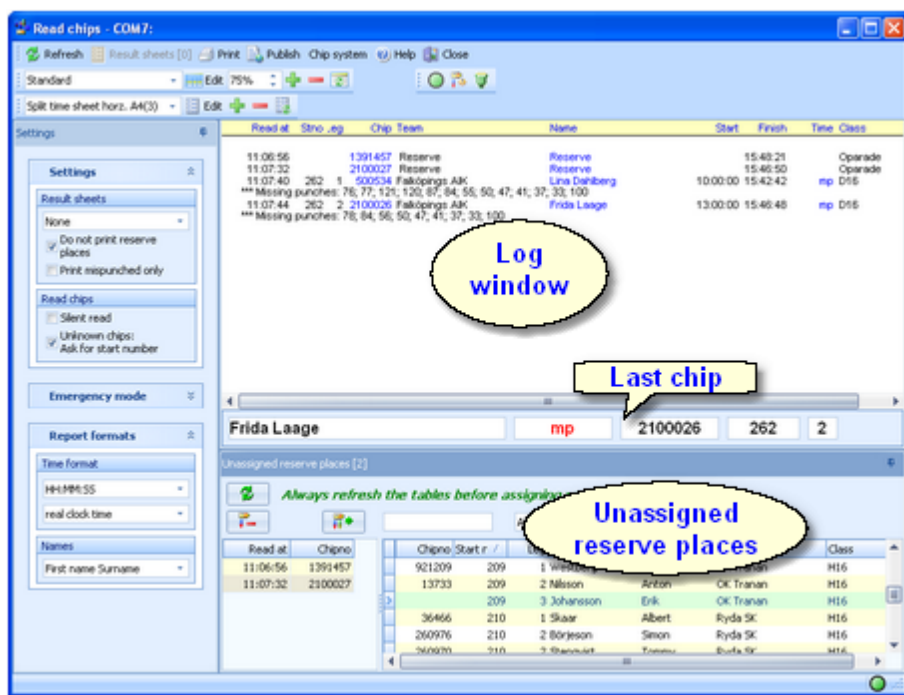 Read chips - COM7:
Refresh Result sheets [0] Print Publish Chip system Help Close
Standard Edit 75%
Split time sheet horz. A4(3) Edit
Settings
Settings
Result sheets
None
Do not print reserve places
Print mispunched only
Read chips
Silent read
Unknown chips:
Ask for start number
Emergency mode
Report formats
Time format
HH:MM:SS
real clock time
Names
First name Surname
Read at Stno .eg Chip Team Name Start Finish Time Class
11:06:56 1391457 Reserve Reserve 15:48:21 Oparade
11:07:32 2100027 Reserve Reserve 15:46:50 Oparade
11:07:40 262 1 500534 Falköpings AIK Lina Dahlberg 10:00:00 15:42:42 mp D16
*** Missing punches: 76; 77; 121; 120; 87; 84; 55; 50; 47; 41; 37; 33; 100
11:07:44 262 2 2100026 Falköpings AIK Frida Laage 13:00:00 15:46:48 mp D16
*** Missing punches: 78; 84; 56; 50; 47; 41; 37; 33; 100
Log
window
Last chip
Frida Laage mp 2100026 262 2
Unassigned reserve places [2]
Always refresh the tables before assigning
Unassigned
reserve places
Read at Chipno
11:06:56 1391457
11:07:32 2100027
Chipno Start r Class
921209 209 1 H16
13733 209 2 Nilsson Anton OK Tranan H16
209 3 Johansson Erik OK Tranan H16
36466 210 1 Skaar Albert Ryda SK H16
260976 210 2 Börjeson Simon Ryda SK H16
260970 210 Tommy Ryda SK H16